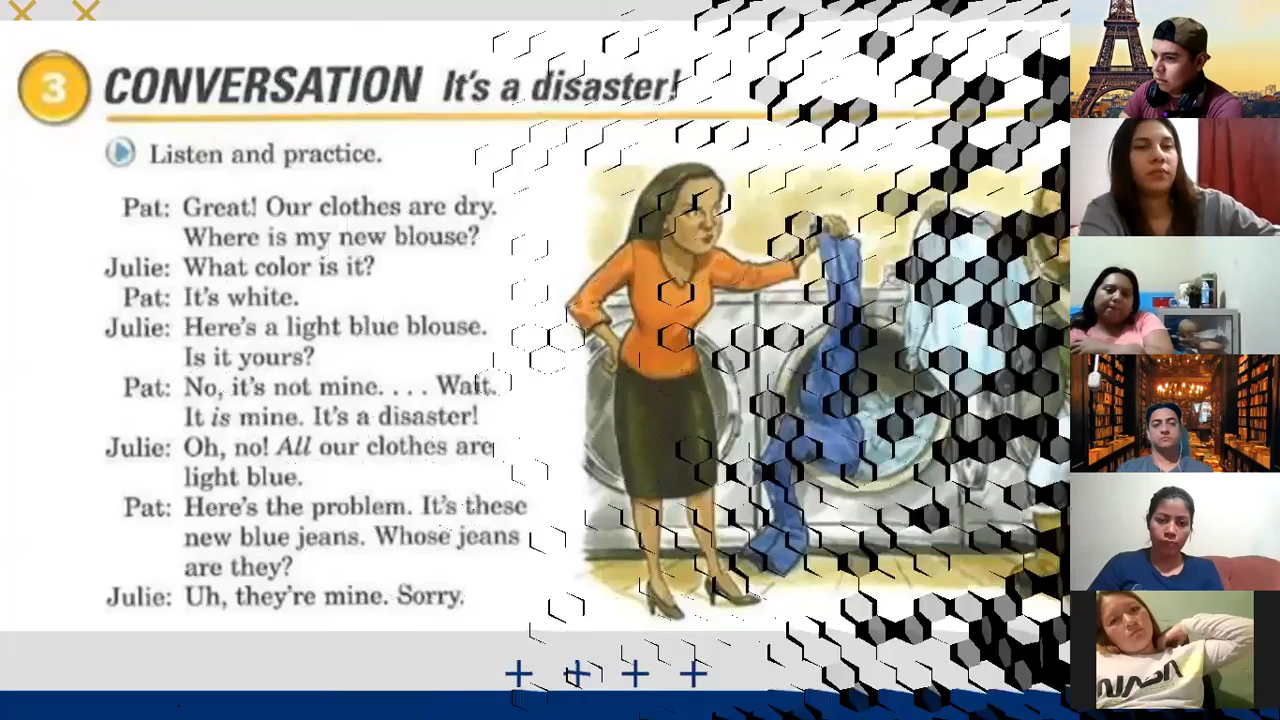 3 CONVERSATION It's a disaster!
Listen and practice.
Pat: Great! Our clothes are dry.
Where is my new blouse?
Julie: What color is it?
Pat: It's white.
Julie: Here's a light blue blouse.
Is it yours?
Pat: No, it's not mine. . . . Wait.
It is mine. It's a disaster!
Julie: Oh, no! All our clothes are
light blue.
Pat: Here's the problem. It's these
new blue jeans. Whose jeans
are they?
Julie: Uh, they're mine. Sorry.
NASA